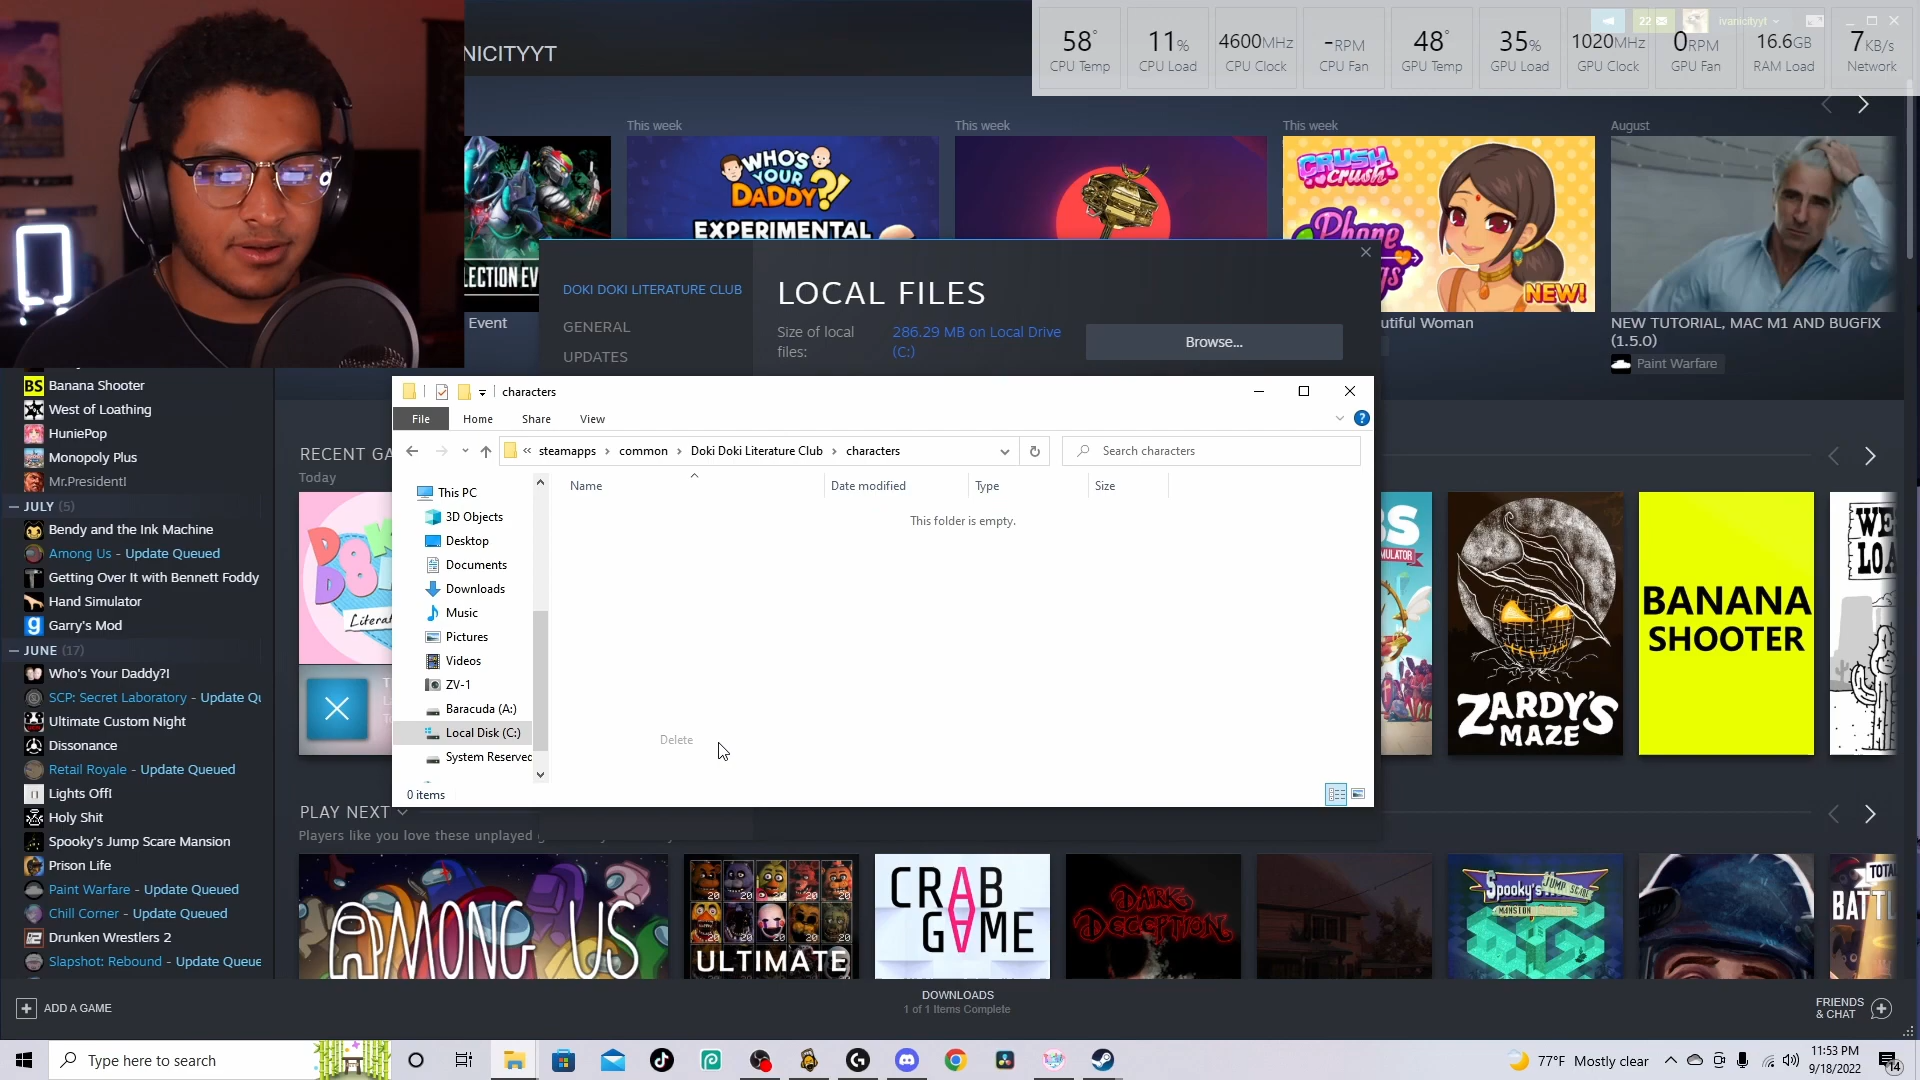 NICITYYT
58° CPU Temp
11% CPU Load
4600MHz CPU Clock
-RPM CPU Fan
48° GPU Temp
35% GPU Load
1020MHz GPU Clock
0RPM GPU Fan
16.6GB RAM Load
7KB/s Network
22
ivanicityyt
This week
This week
This week
August
LECTION EV
WHO'S YOUR DADDY?!
EXPERIMENTAL
CRUSH CRUSH
Phone
NEW!
Event
utiful Woman
NEW TUTORIAL, MAC M1 AND BUGFIX
(1.5.0)
Paint Warfare
DOKI DOKI LITERATURE CLUB
GENERAL
UPDATES
LOCAL FILES
Size of local
files:
286.29 MB on Local Drive
(C:)
Browse...
characters
File
Home
Share
View
steamapps
common
Doki Doki Literature Club
characters
Search characters
Name
Date modified
Type
Size
This folder is empty.
This PC
3D Objects
Desktop
Documents
Downloads
Music
Pictures
Videos
ZV-1
Baracuda (A:)
Local Disk (C:)
System Reserved
Delete
0 items
BS Banana Shooter
West of Loathing
HuniePop
Monopoly Plus
Mr.President!
JULY (5)
Bendy and the Ink Machine
Among Us - Update Queued
Getting Over It with Bennett Foddy
Hand Simulator
g Garry's Mod
JUNE (17)
Who's Your Daddy?!
SCP: Secret Laboratory - Update Qu
Ultimate Custom Night
Dissonance
Retail Royale - Update Queued
Lights Off!
Holy Shit
Spooky's Jump Scare Mansion
Prison Life
Paint Warfare - Update Queued
Chill Corner - Update Queued
Drunken Wrestlers 2
Slapshot: Rebound - Update Queue
RECENT GA
Today
ZARDY'S
MAZE
BANANA
SHOOTER
PLAY NEXT
Players like you love these unplayed
AMONG US
ULTIMATE
CRAB
GAME
DARK
DECEPTION
Spooky's JUMP SCARE
MANSION
TOTAL
BATTL
ADD A GAME
DOWNLOADS
1 of 1 Items Complete
FRIENDS
& CHAT
Type here to search
77°F Mostly clear
11:53 PM
9/18/2022
14